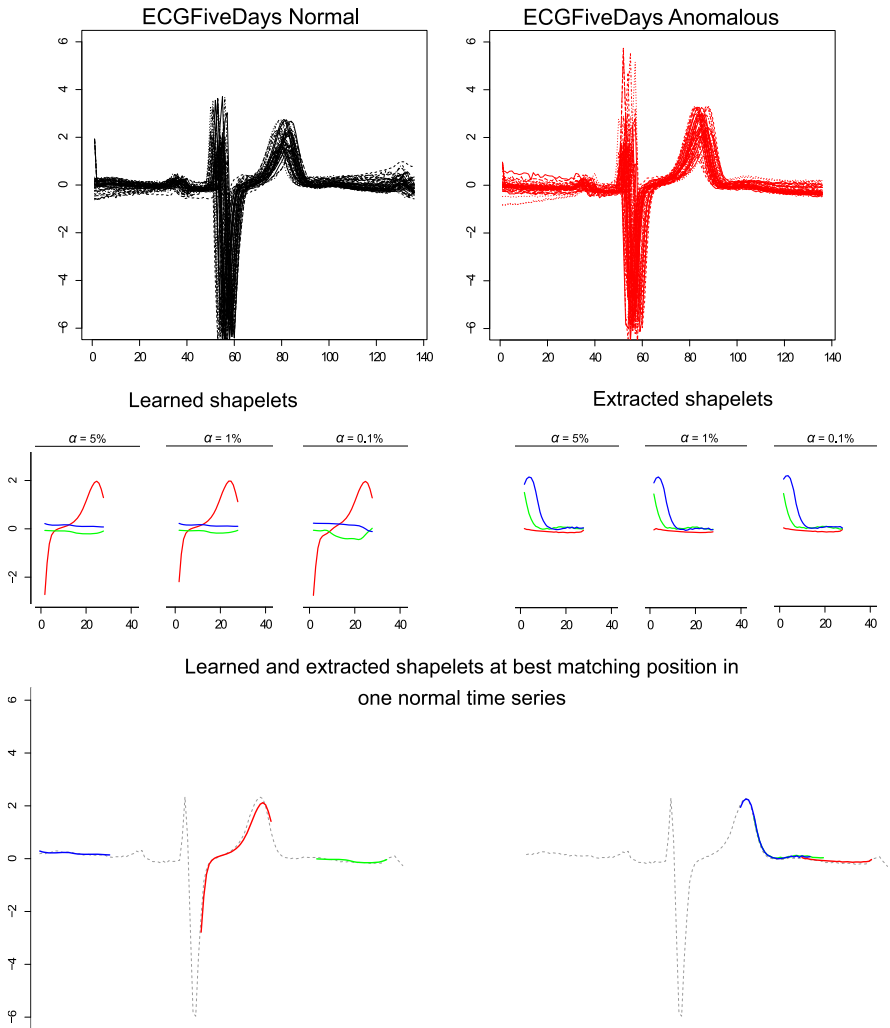 ECGFiveDays Normal
ECGFiveDays Anomalous
6
4
2
0
−2
−4
−6
0 20 40 60 80 100 120 140
6
4
2
0
−2
−4
−6
0 20 40 60 80 100 120 140
Learned shapelets
Extracted shapelets
α = 5%
α = 1%
α = 0.1%
α = 5%
α = 1%
α = 0.1%
2
0
−2
0 20 40
0 20 40
0 20 40
0 20 40
0 20 40
0 20 40
Learned and extracted shapelets at best matching position in
one normal time series
6
4
2
0
−2
−4
−6